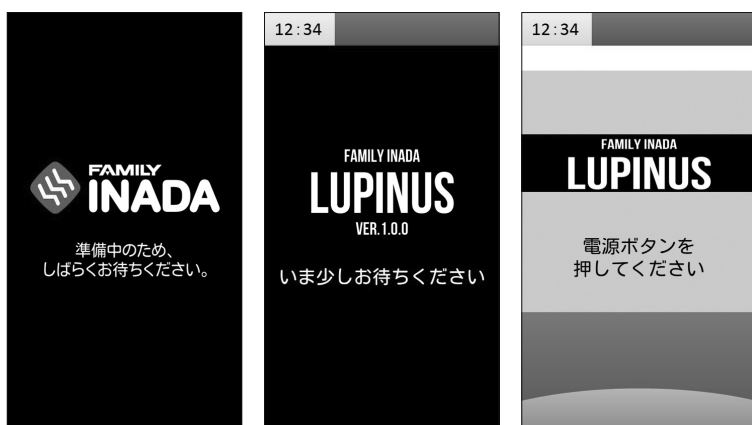 FAMILY
INADA
準備中のため、
しばらくお待ちください。
12:34
FAMILY INADA
LUPINUS
VER.1.0.0
いま少しお待ちください
12:34
FAMILY INADA
LUPINUS
電源ボタンを
押してください